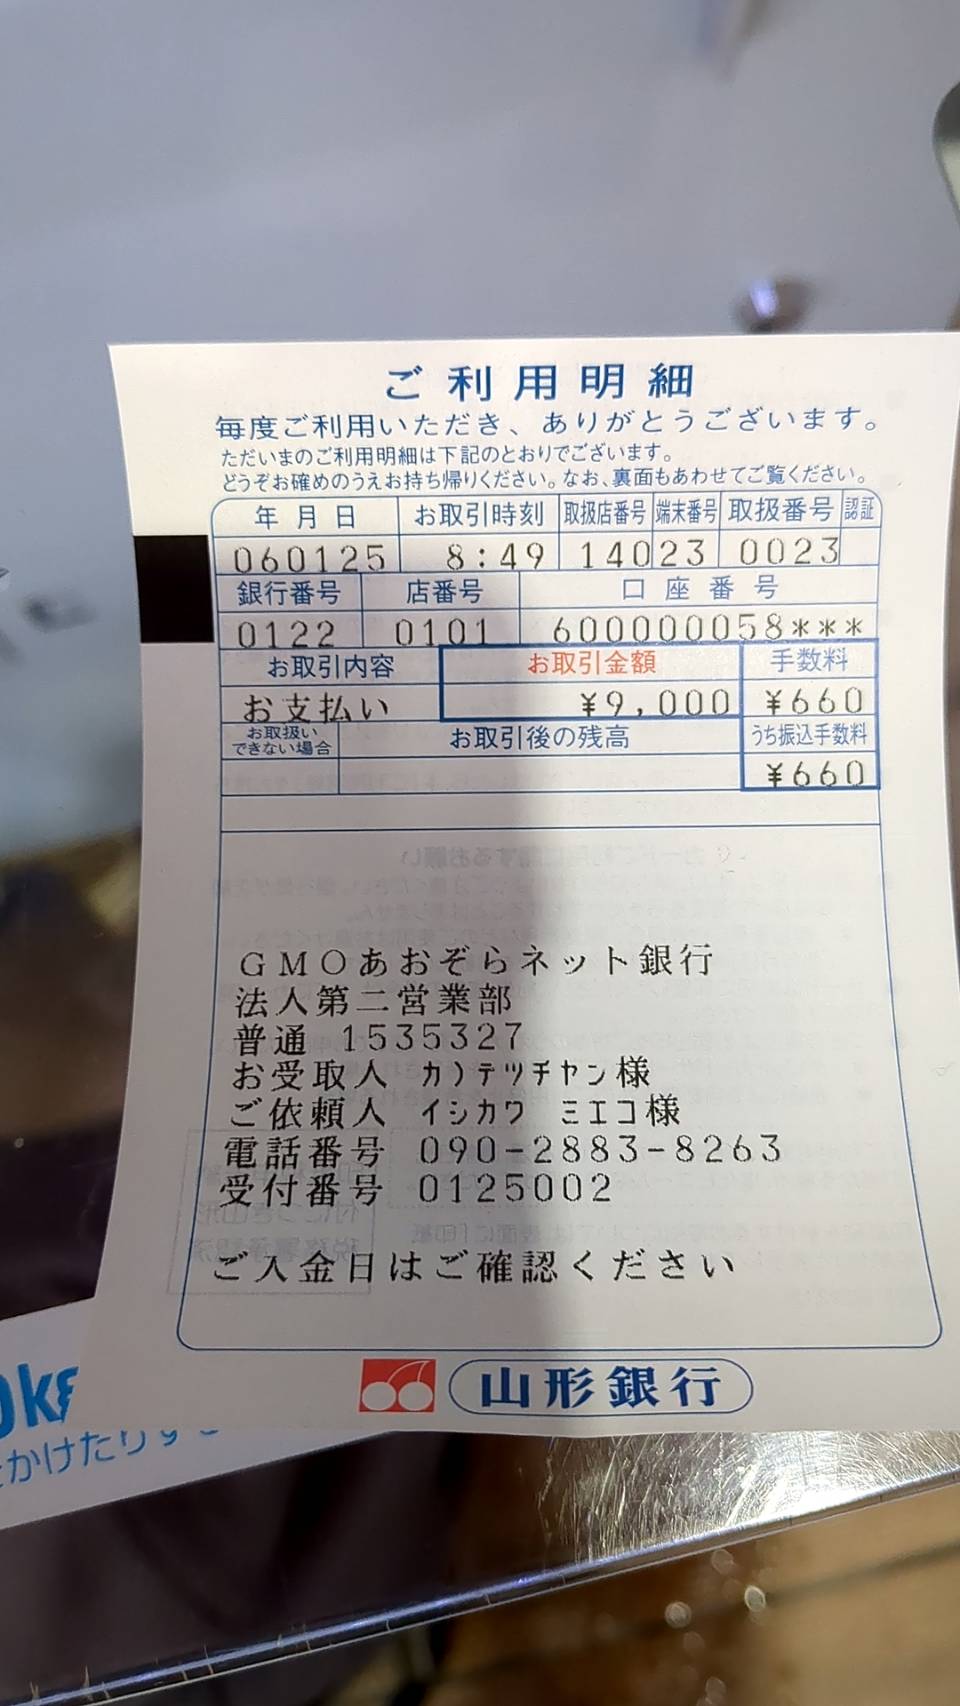 ご利用明細
毎度ご利用いただき、ありがとうございます。
ただいまのご利用明細は下記のとおりでございます。
どうぞお確めのうえお持ち帰りください。なお、裏面もあわせてご覧ください。
年月日 お取引時刻 取扱店番号 端末番号 取扱番号 認証
060125 8:49 140 23 0023
銀行番号 店番号 口座番号
0122 0101 600000058***
お取引内容 お取引金額 手数料
お支払い ¥9,000 ¥660
お取扱いできない場合 お取引後の残高 うち振込手数料
¥660
GMOあおぞらネット銀行
法人第二営業部
普通 1535327
お受取人 カ)テツチヤン様
ご依頼人 イシカワ ミエコ様
電話番号 090-2883-8263
受付番号 0125002
ご入金日はご確認ください
山形銀行
かけたりする